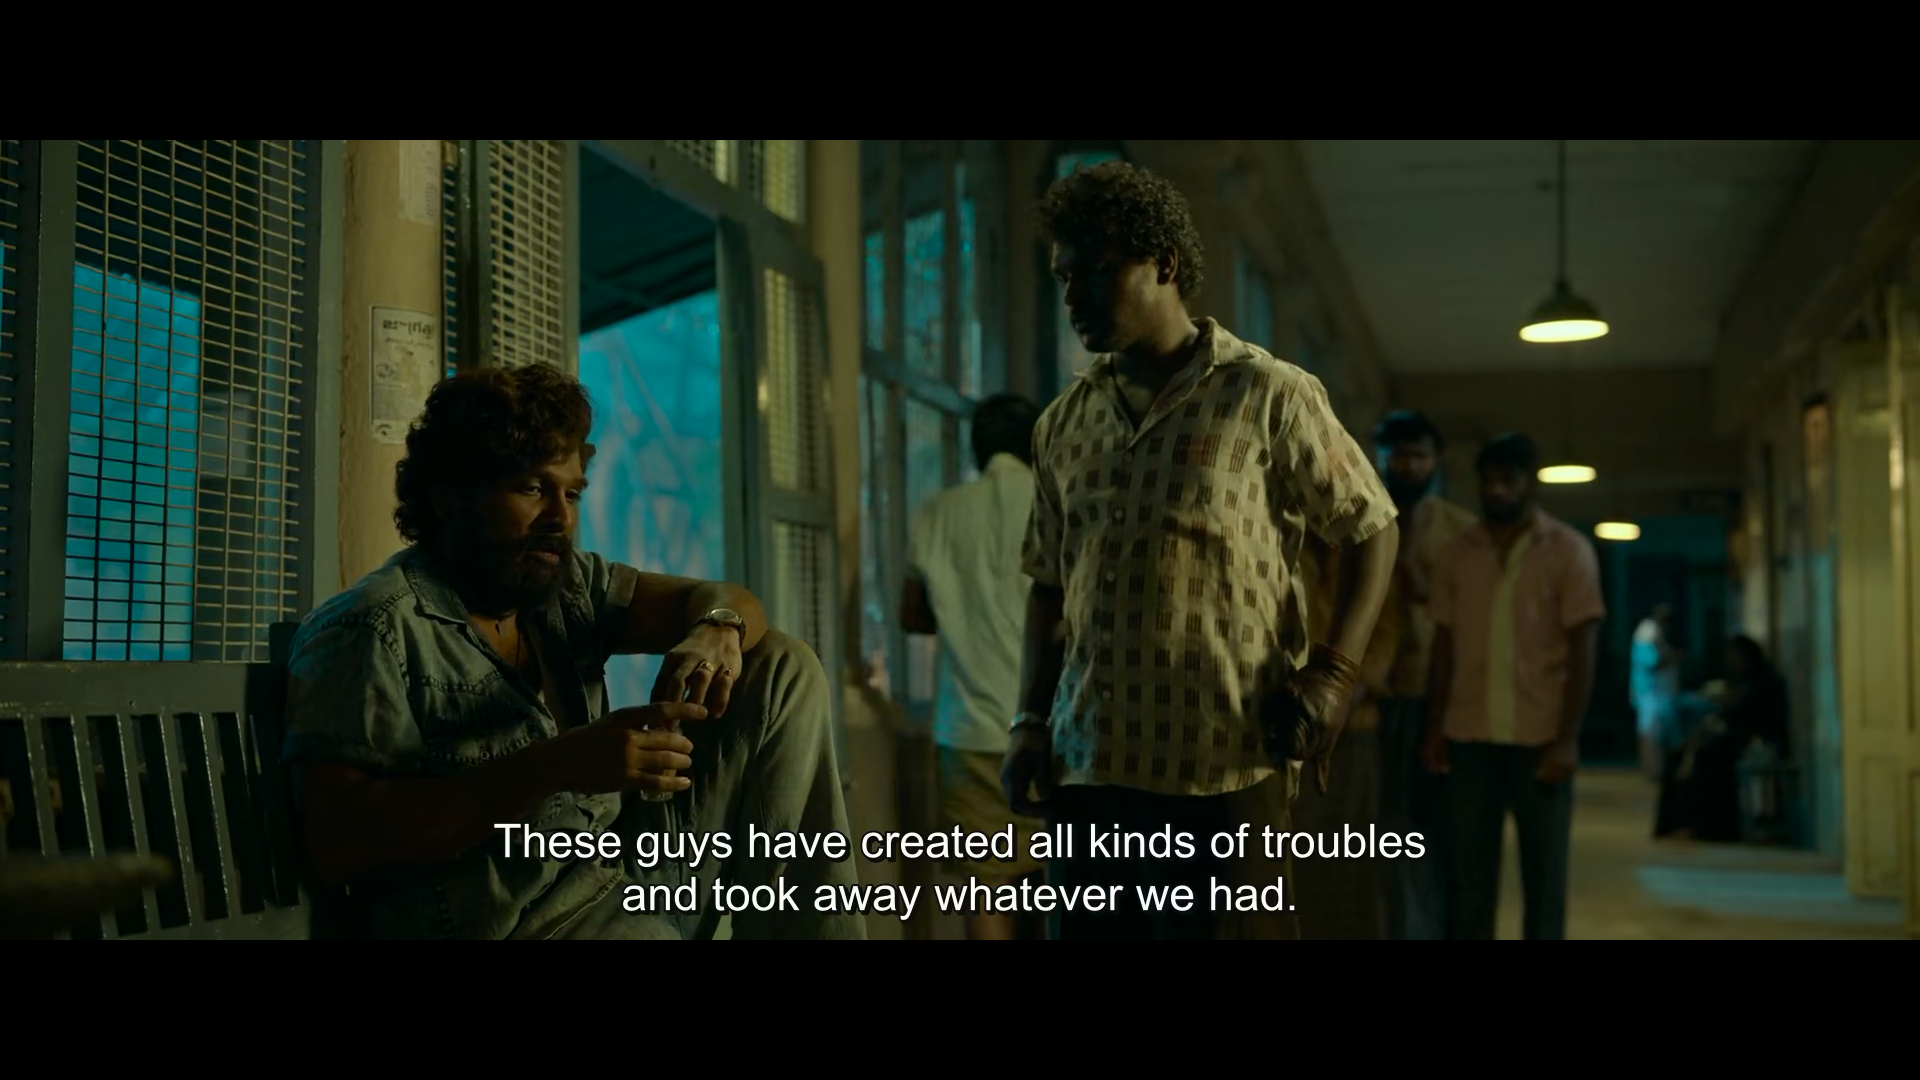 These guys have created all kinds of troubles
and took away whatever we had.